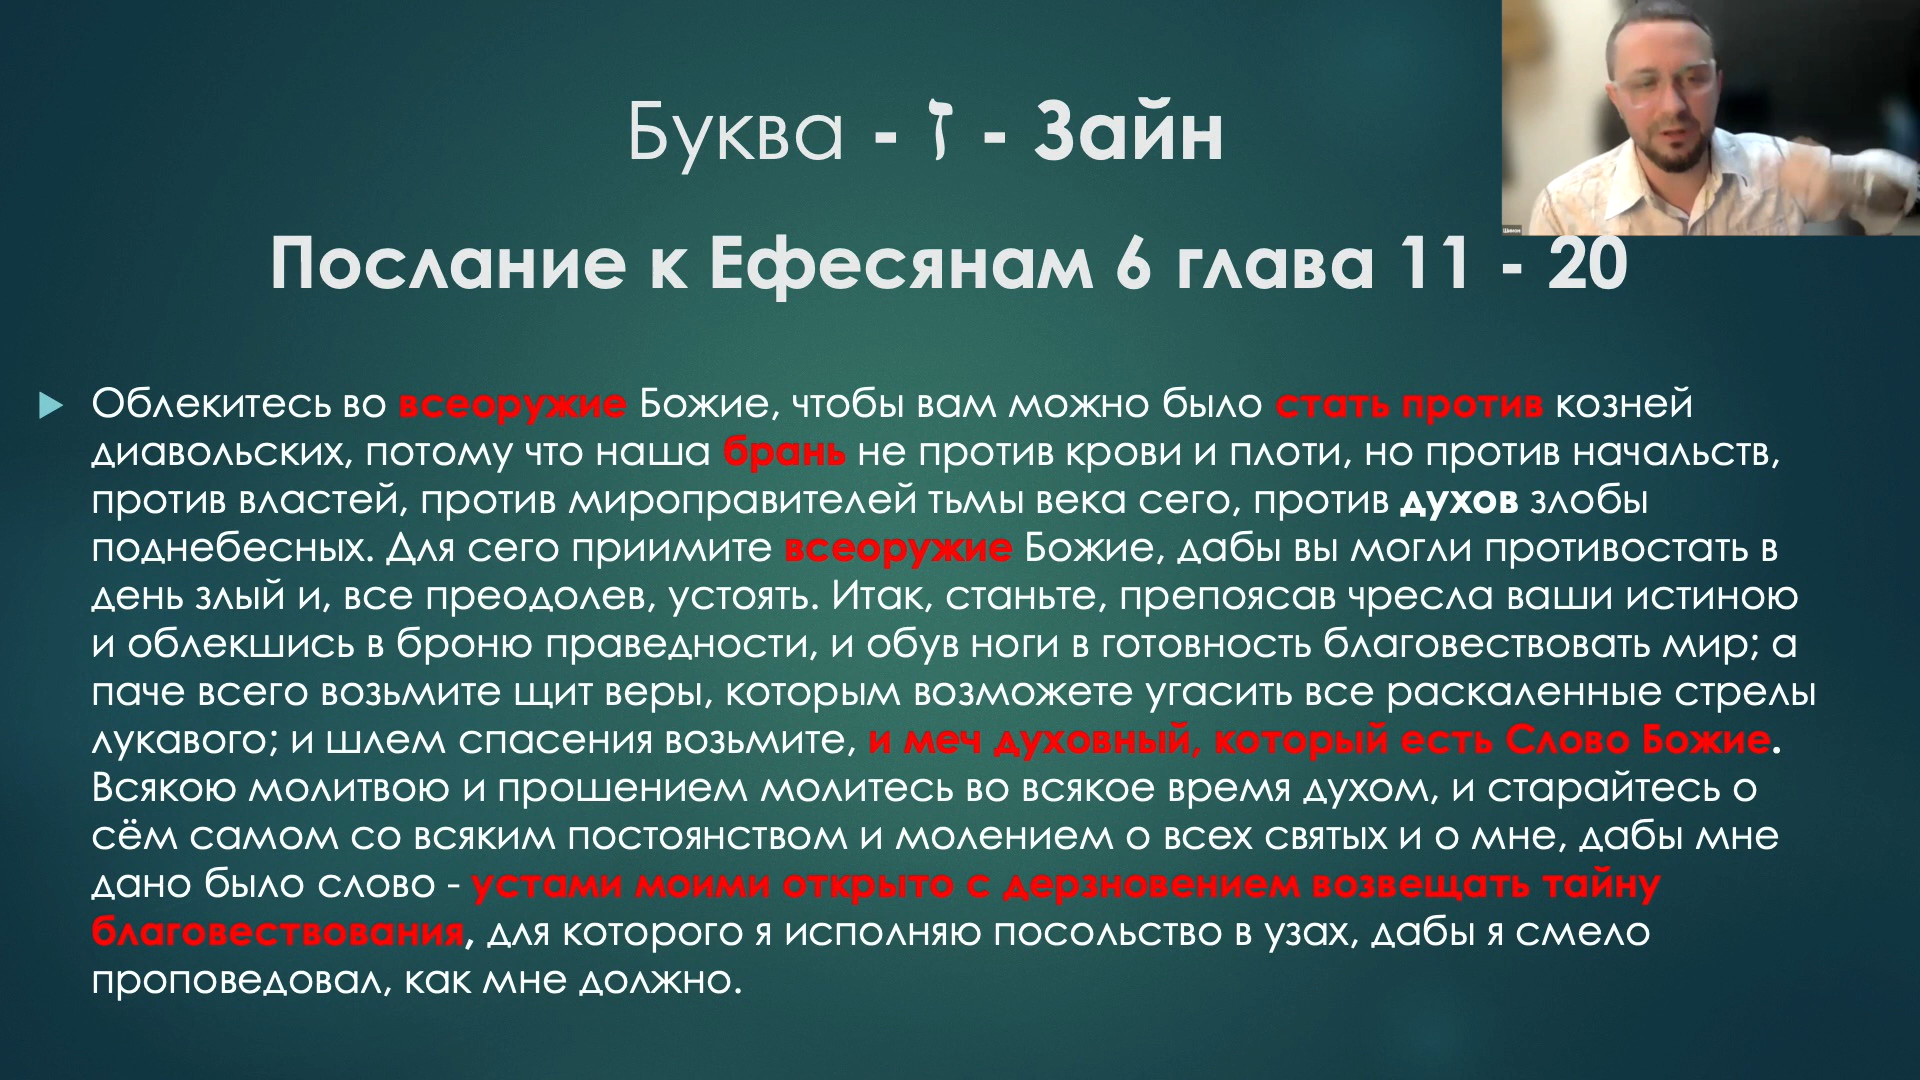 Буква - ז - Зайн
Послание к Ефесянам 6 глава 11 - 20
Облекитесь во всеоружие Божие, чтобы вам можно было стать против козней
диавольских, потому что наша брань не против крови и плоти, но против начальств,
против властей, против мироправителей тьмы века сего, против духов злобы
поднебесных. Для сего приимите всеоружие Божие, дабы вы могли противостать в
день злый и, все преодолев, устоять. Итак, станьте, препоясав чресла ваши истиною
и облекшись в броню праведности, и обув ноги в готовность благовествовать мир; а
паче всего возьмите щит веры, которым возможете угасить все раскаленные стрелы
лукавого; и шлем спасения возьмите, и меч духовный, который есть Слово Божие.
Всякою молитвою и прошением молитесь во всякое время духом, и старайтесь о
сём самом со всяким постоянством и молением о всех святых и о мне, дабы мне
дано было слово - устами моими открыто с дерзновением возвещать тайну
благовествования, для которого я исполняю посольство в узах, дабы я смело
проповедовал, как мне должно.